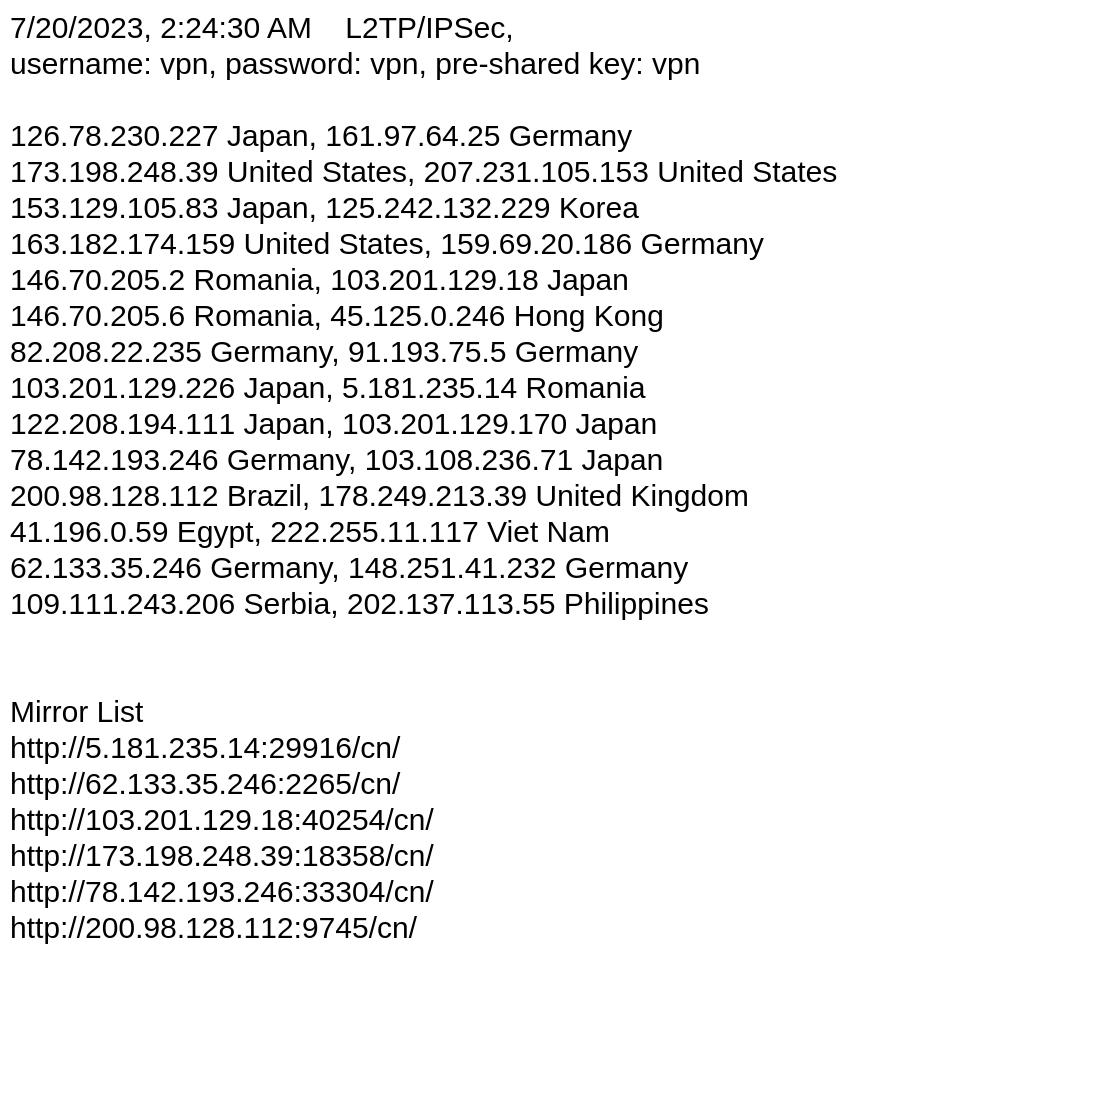 7/20/2023, 2:24:30 AM    L2TP/IPSec,
username: vpn, password: vpn, pre-shared key: vpn
126.78.230.227 Japan, 161.97.64.25 Germany
173.198.248.39 United States, 207.231.105.153 United States
153.129.105.83 Japan, 125.242.132.229 Korea
163.182.174.159 United States, 159.69.20.186 Germany
146.70.205.2 Romania, 103.201.129.18 Japan
146.70.205.6 Romania, 45.125.0.246 Hong Kong
82.208.22.235 Germany, 91.193.75.5 Germany
103.201.129.226 Japan, 5.181.235.14 Romania
122.208.194.111 Japan, 103.201.129.170 Japan
78.142.193.246 Germany, 103.108.236.71 Japan
200.98.128.112 Brazil, 178.249.213.39 United Kingdom
41.196.0.59 Egypt, 222.255.11.117 Viet Nam
62.133.35.246 Germany, 148.251.41.232 Germany
109.111.243.206 Serbia, 202.137.113.55 Philippines
Mirror List
http://5.181.235.14:29916/cn/
http://62.133.35.246:2265/cn/
http://103.201.129.18:40254/cn/
http://173.198.248.39:18358/cn/
http://78.142.193.246:33304/cn/
http://200.98.128.112:9745/cn/